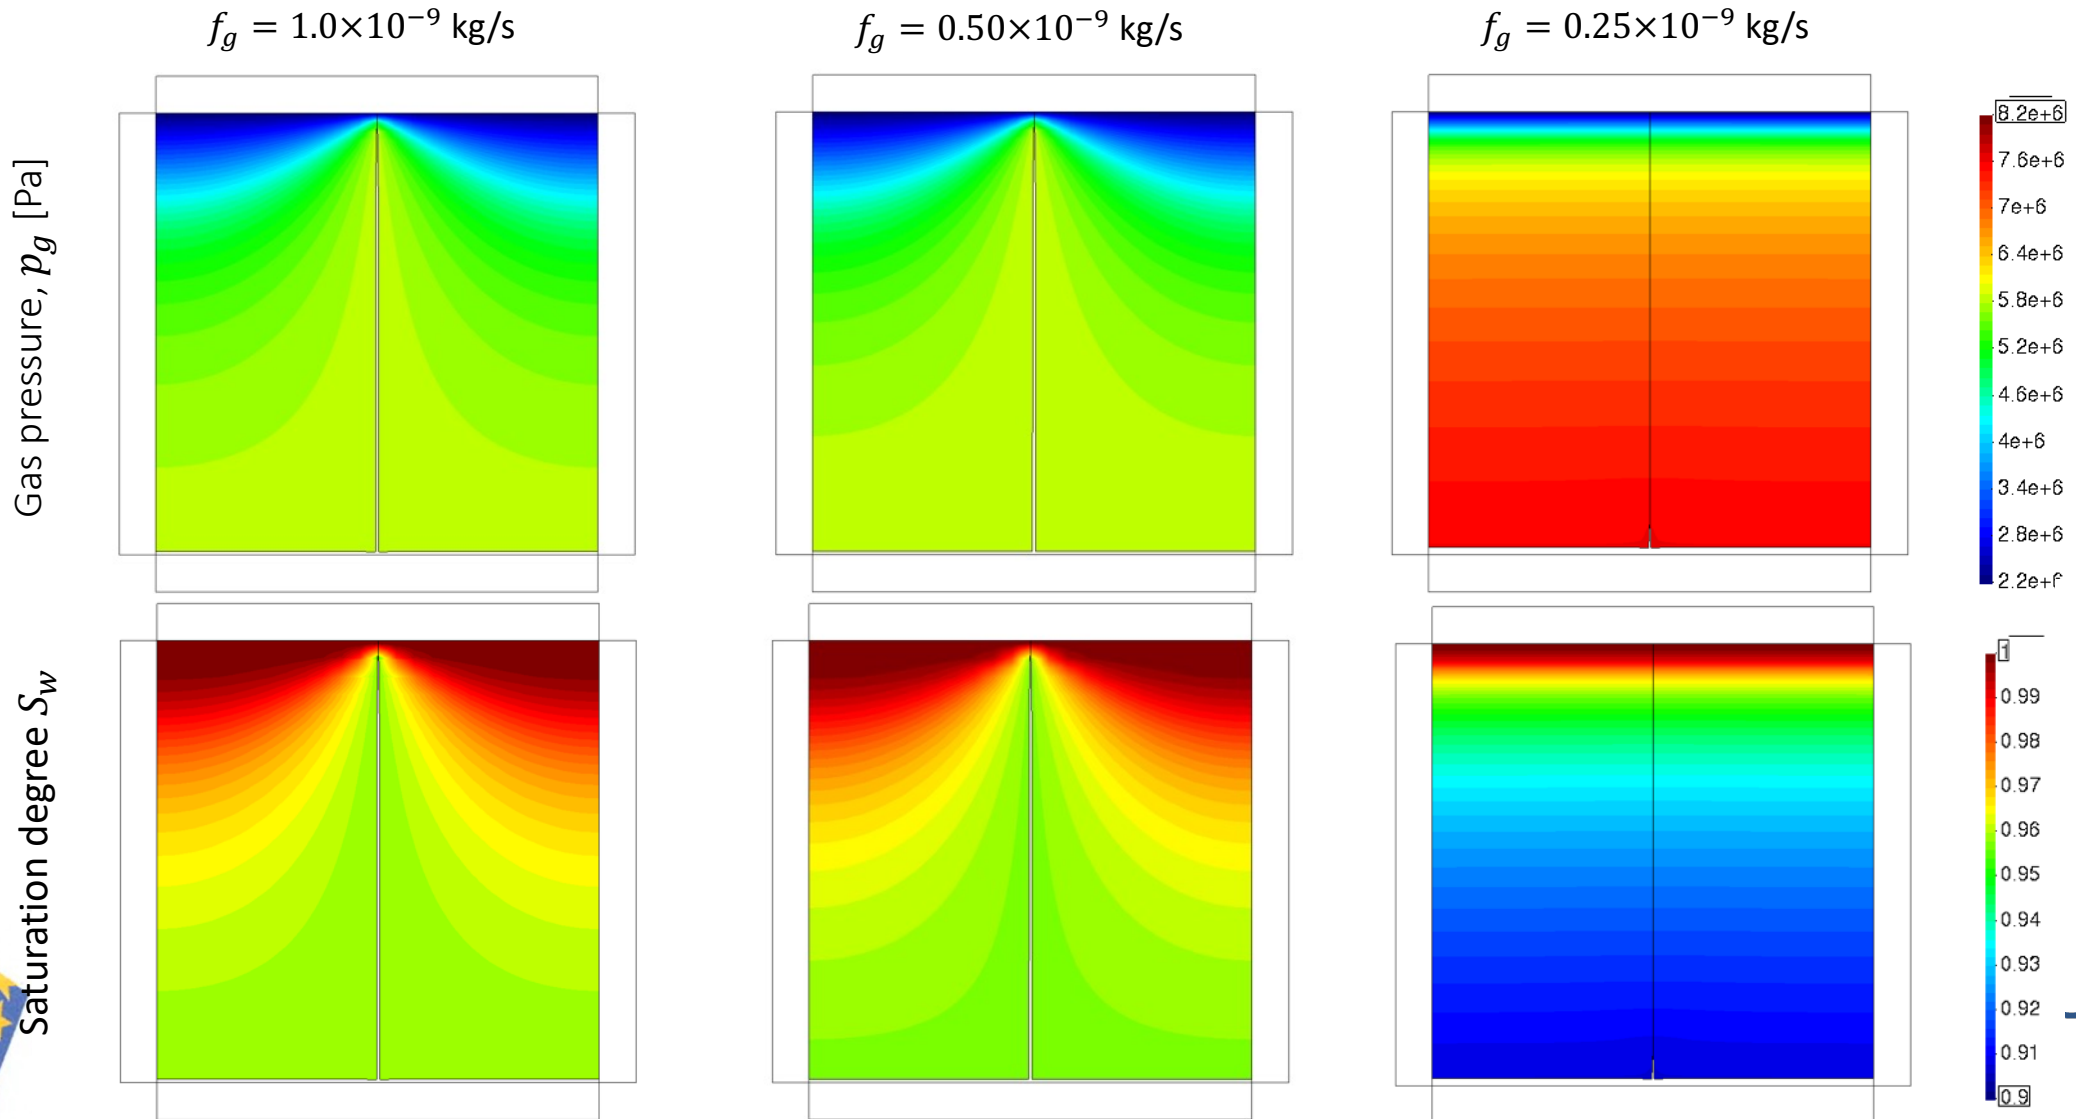 f_g = 1.0×10⁻⁹ kg/s
f_g = 0.50×10⁻⁹ kg/s
f_g = 0.25×10⁻⁹ kg/s
Gas pressure, p_g [Pa]
8.2e+6
7.6e+6
7e+6
6.4e+6
5.8e+6
5.2e+6
4.6e+6
4e+6
3.4e+6
2.8e+6
Saturation degree S_w
1
0.99
0.98
0.97
0.96
0.95
0.94
0.93
0.92
0.91
0.9